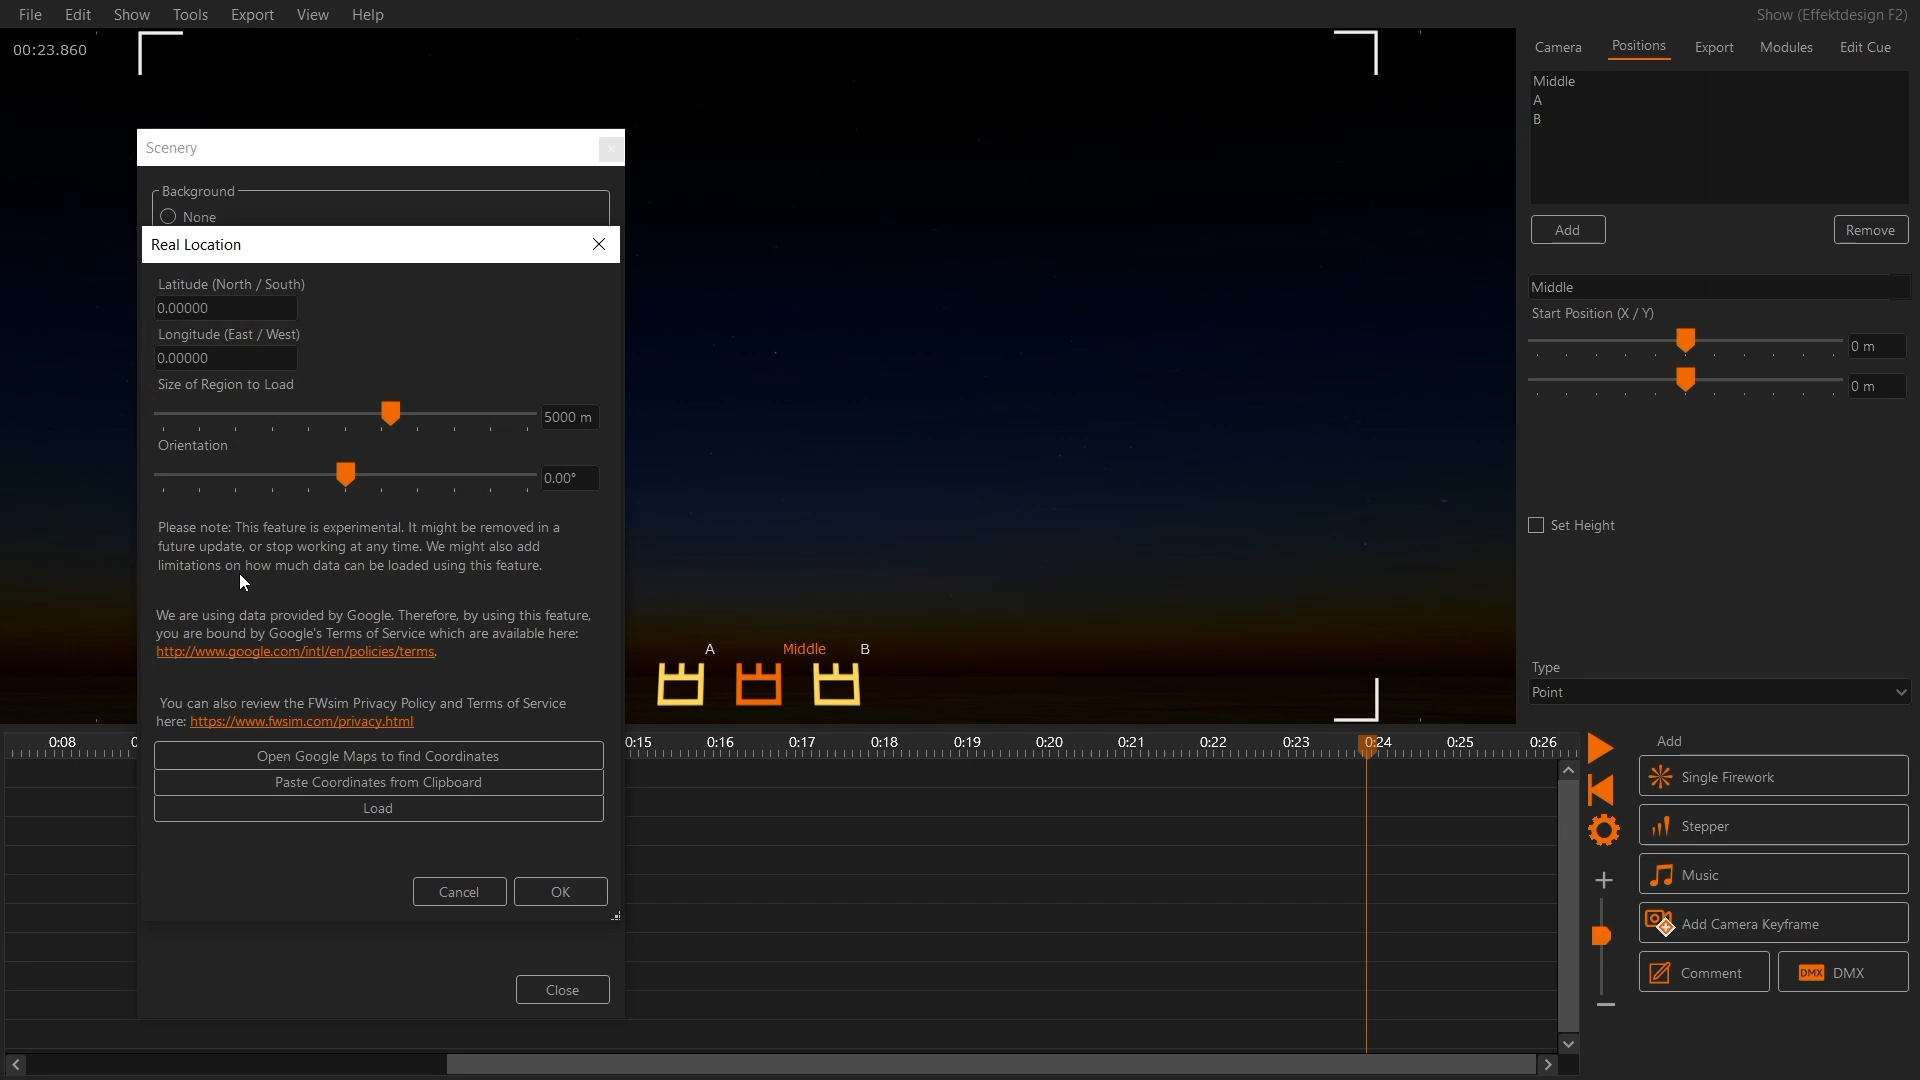 File Edit Show Tools Export View Help Show (Effektdesign F2)
00:23.860
Camera Positions Export Modules Edit Cue
Middle
A
B
Add Remove
Middle
Start Position (X / Y)
0 m
0 m
Set Height
Type
Point
Scenery
Background
None
Real Location
Latitude (North / South)
0.00000
Longitude (East / West)
0.00000
Size of Region to Load
5000 m
Orientation
0.00°
Please note: This feature is experimental. It might be removed in a
future update, or stop working at any time. We might also add
limitations on how much data can be loaded using this feature.
We are using data provided by Google. Therefore, by using this feature,
you are bound by Google's Terms of Service which are available here:
http://www.google.com/intl/en/policies/terms.
You can also review the FWsim Privacy Policy and Terms of Service
here: https://www.fwsim.com/privacy.html
Open Google Maps to find Coordinates
Paste Coordinates from Clipboard
Load
Cancel OK
Close
A Middle B
0:08 0:15 0:16 0:17 0:18 0:19 0:20 0:21 0:22 0:23 0:24 0:25 0:26
Add
Single Firework
Stepper
Music
Add Camera Keyframe
Comment DMX DMX